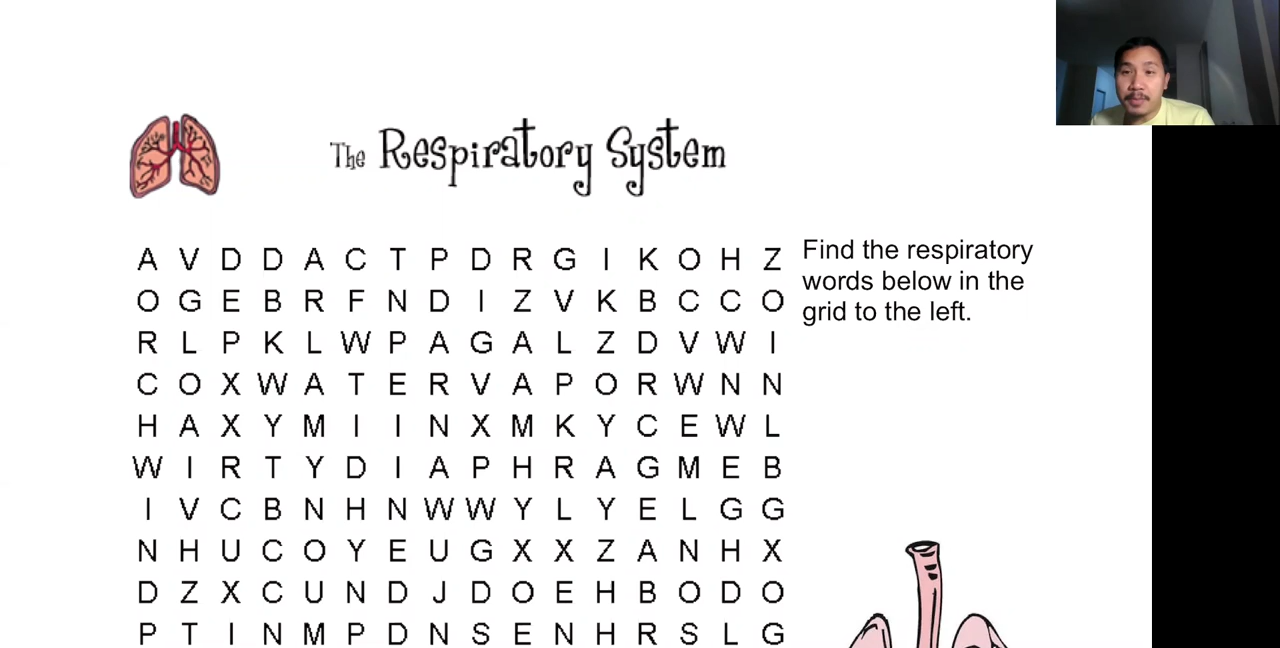 The Respiratory System
A V D D A C T P D R G I K O H Z
O G E B R F N D I Z V K B C C O
R L P K L W P A G A L Z D V W I
C O X W A T E R V A P O R W N N
H A X Y M I I N X M K Y C E W L
W I R T Y D I A P H R A G M E B
I V C B N H N W W Y L Y E L G G
N H U C O Y E U G X X Z A N H X
D Z X C U N D J D O E H B O D O
P T I N M P D N S E N H R S L G
Find the respiratory
words below in the
grid to the left.